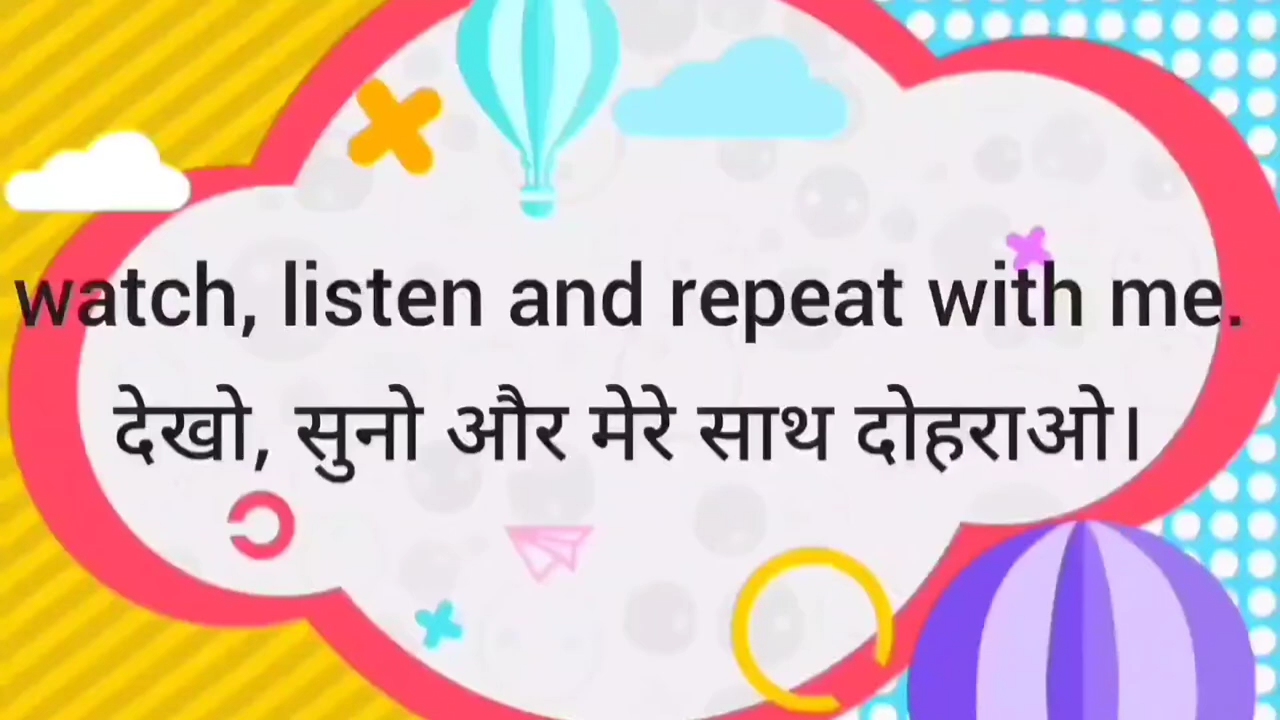 watch, listen and repeat with me.
देखो, सुनो और मेरे साथ दोहराओ।